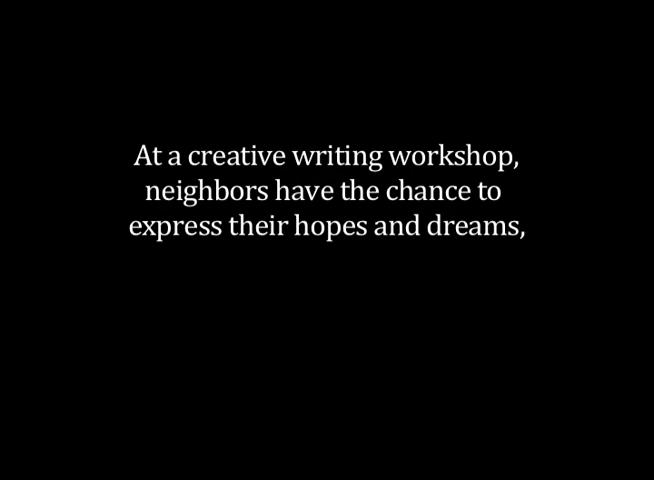 At a creative writing workshop,
neighbors have the chance to
express their hopes and dreams,